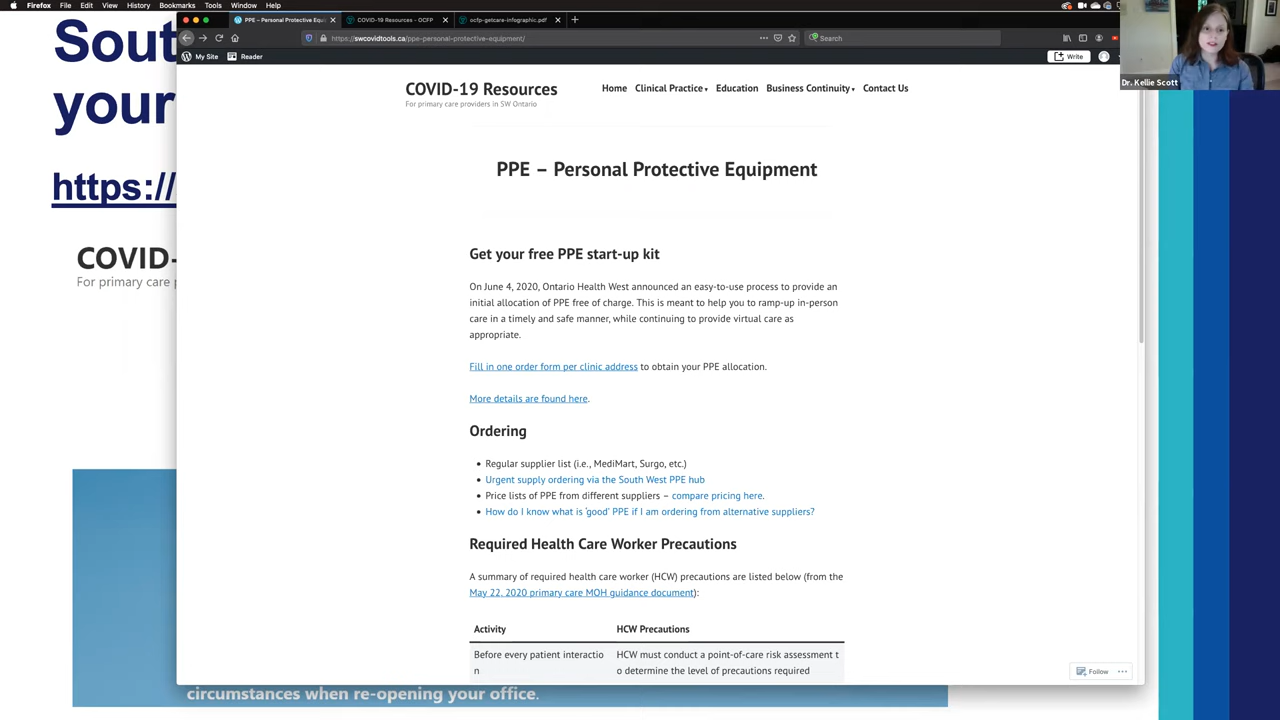 Firefox File Edit View History Bookmarks Tools Window Help
PPE – Personal Protective Equip
COVID-19 Resources - OCFP
ocfp-getcare-infographic.pdf
https://swcovidtools.ca/ppe-personal-protective-equipment/
Search
My Site
Reader
Write
Dr. Kellie Scott
Sout
your
https://
COVID-
For primary care p
COVID-19 Resources
For primary care providers in SW Ontario
Home Clinical Practice Education Business Continuity Contact Us
PPE – Personal Protective Equipment
Get your free PPE start-up kit
On June 4, 2020, Ontario Health West announced an easy-to-use process to provide an
initial allocation of PPE free of charge. This is meant to help you to ramp-up in-person
care in a timely and safe manner, while continuing to provide virtual care as
appropriate.
Fill in one order form per clinic address to obtain your PPE allocation.
More details are found here.
Ordering
• Regular supplier list (i.e., MediMart, Surgo, etc.)
• Urgent supply ordering via the South West PPE hub
• Price lists of PPE from different suppliers – compare pricing here.
• How do I know what is ‘good’ PPE if I am ordering from alternative suppliers?
Required Health Care Worker Precautions
A summary of required health care worker (HCW) precautions are listed below (from the
May 22, 2020 primary care MOH guidance document):
Activity HCW Precautions
Before every patient interactio
n
HCW must conduct a point-of-care risk assessment t
o determine the level of precautions required
Follow
circumstances when re-opening your office.